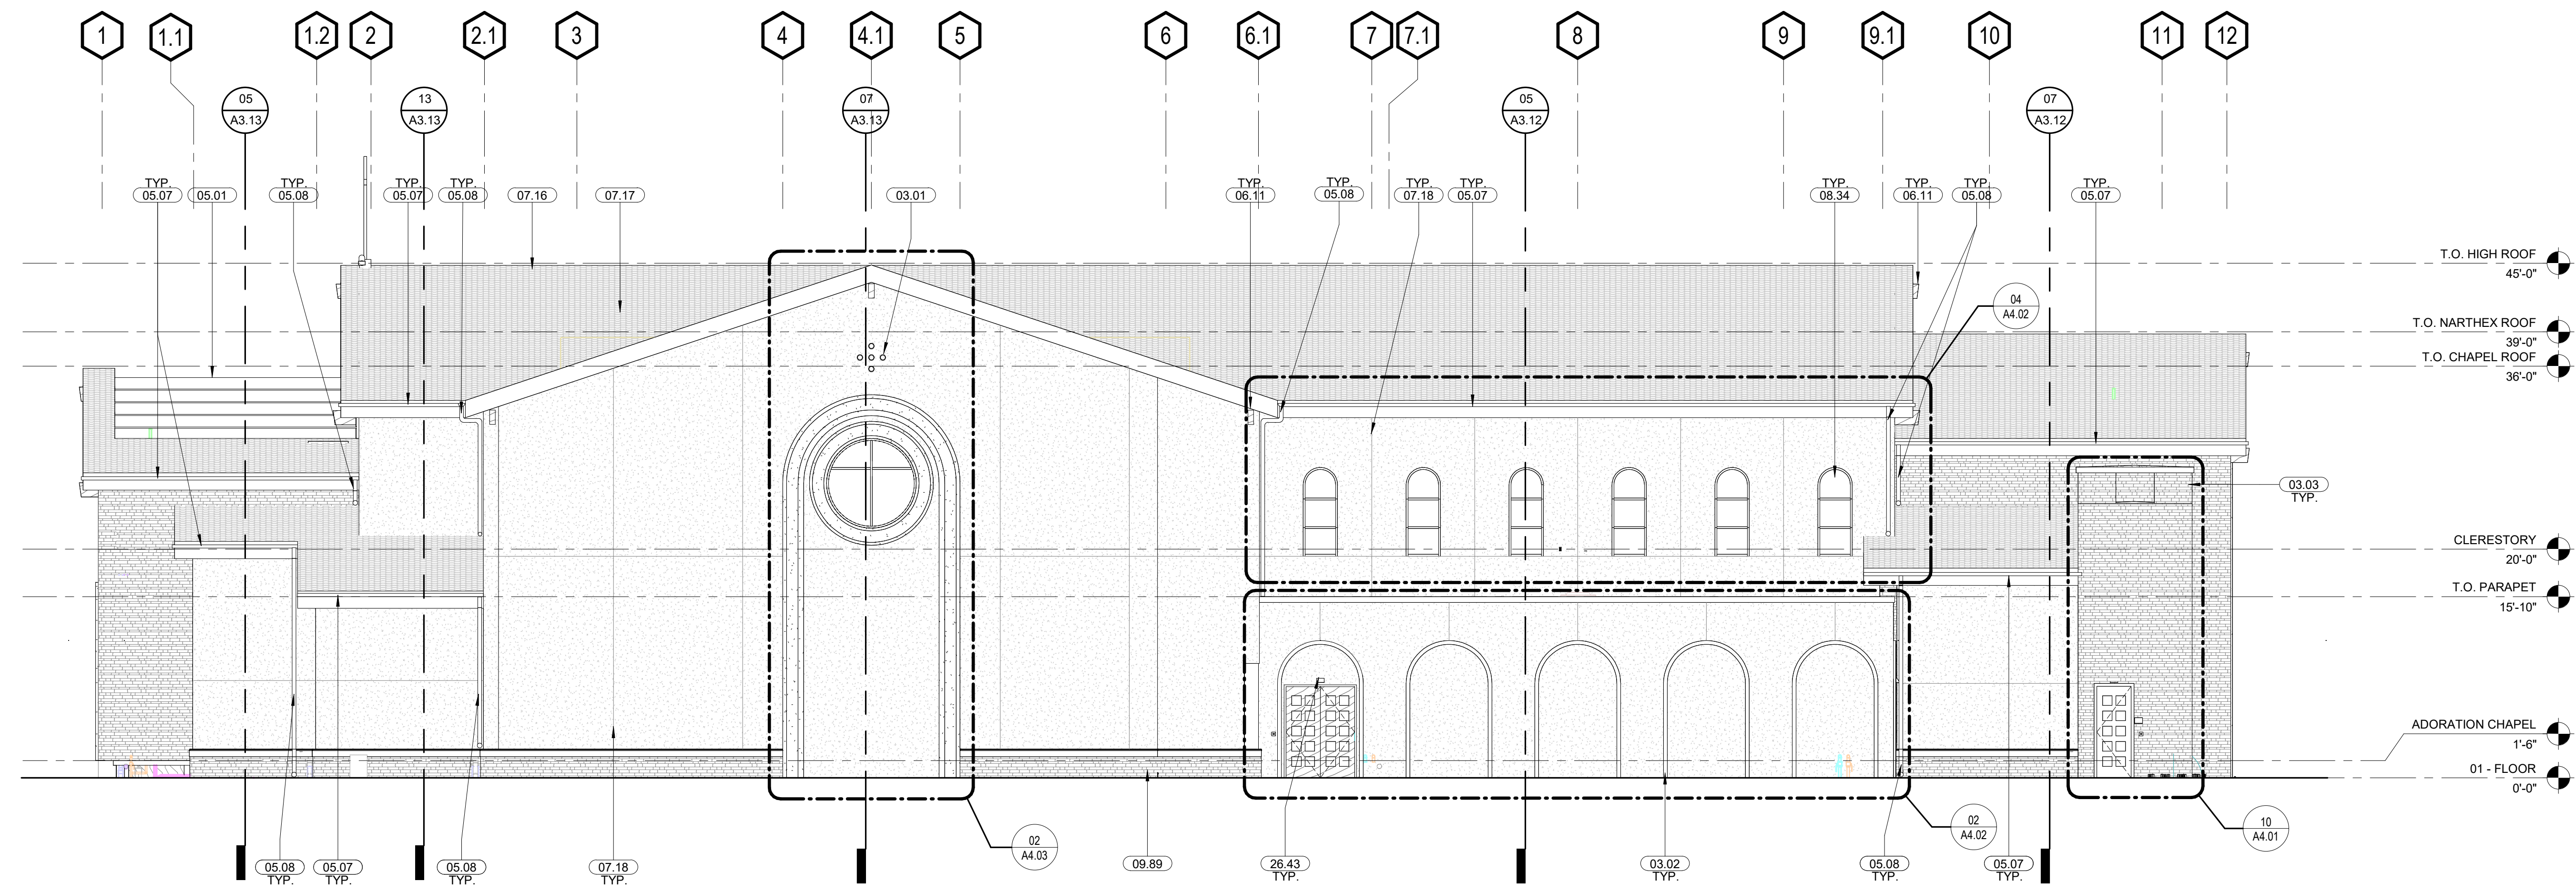 1
1.1
1.2
2
2.1
3
4
4.1
5
6
6.1
7
7.1
8
9
9.1
10
11
12
05
A3.13
13
A3.13
07
A3.13
05
A3.12
07
A3.12
TYP.
05.07
05.01
TYP.
05.08
TYP.
05.07
TYP.
05.08
07.16
07.17
03.01
TYP.
06.11
TYP.
05.08
TYP.
07.18
TYP.
05.07
TYP.
08.34
TYP.
06.11
TYP.
05.08
TYP.
05.07
T.O. HIGH ROOF
45'-0"
04
A4.02
T.O. NARTHEX ROOF
39'-0"
T.O. CHAPEL ROOF
36'-0"
03.03
TYP.
CLERESTORY
20'-0"
T.O. PARAPET
15'-10"
ADORATION CHAPEL
1'-6"
01 - FLOOR
0'-0"
02
A4.03
02
A4.02
10
A4.01
05.08
TYP.
05.07
TYP.
05.08
TYP.
07.18
TYP.
09.89
26.43
TYP.
03.02
TYP.
05.08
TYP.
05.07
TYP.